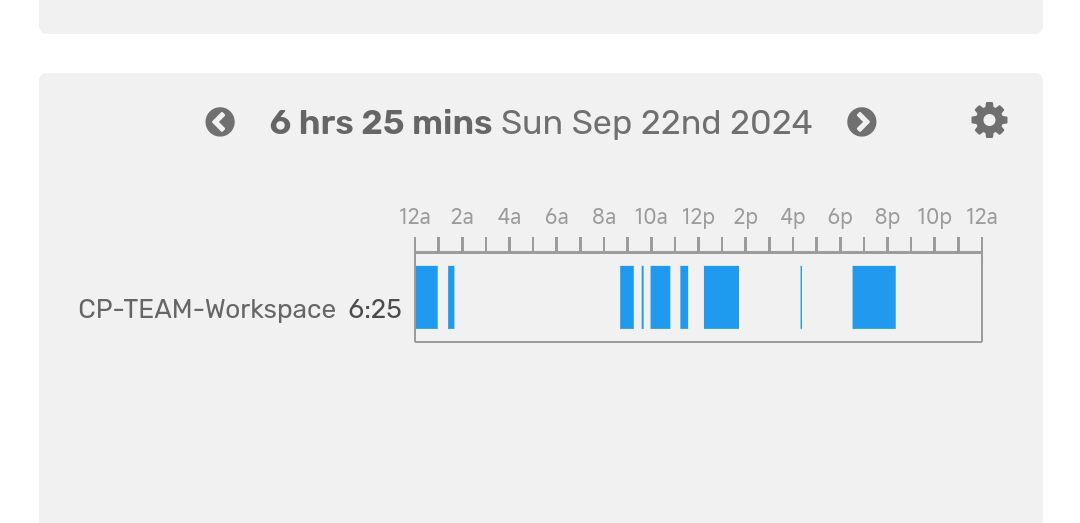 6 hrs 25 mins Sun Sep 22nd 2024
12a 2a 4a 6a 8a 10a 12p 2p 4p 6p 8p 10p 12a
CP-TEAM-Workspace 6:25